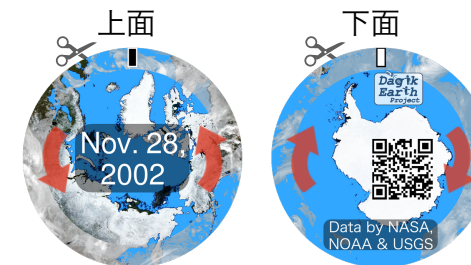 上面
下面
Dagik
Earth
Project
Nov. 28,
2002
Data by NASA,
NOAA & USGS